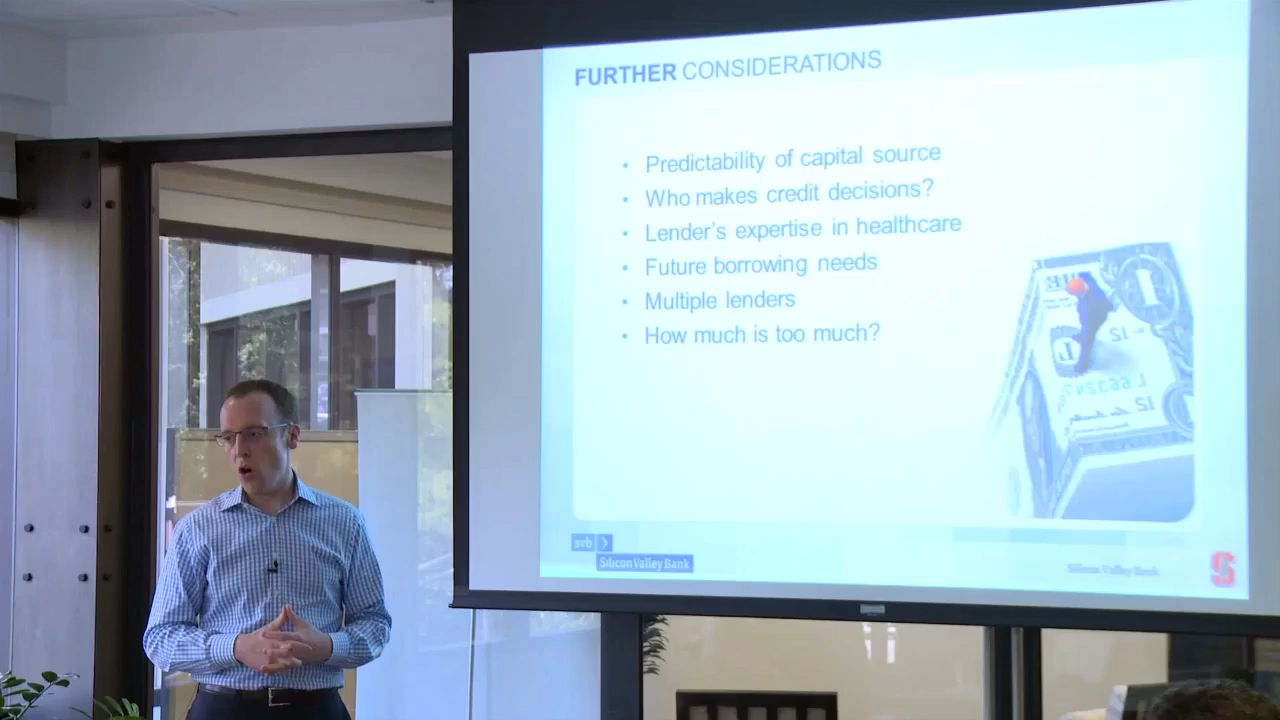 FURTHER CONSIDERATIONS
• Predictability of capital source
• Who makes credit decisions?
• Lender's expertise in healthcare
• Future borrowing needs
• Multiple lenders
• How much is too much?
svb >
Silicon Valley Bank
Silicon Valley Bank
S